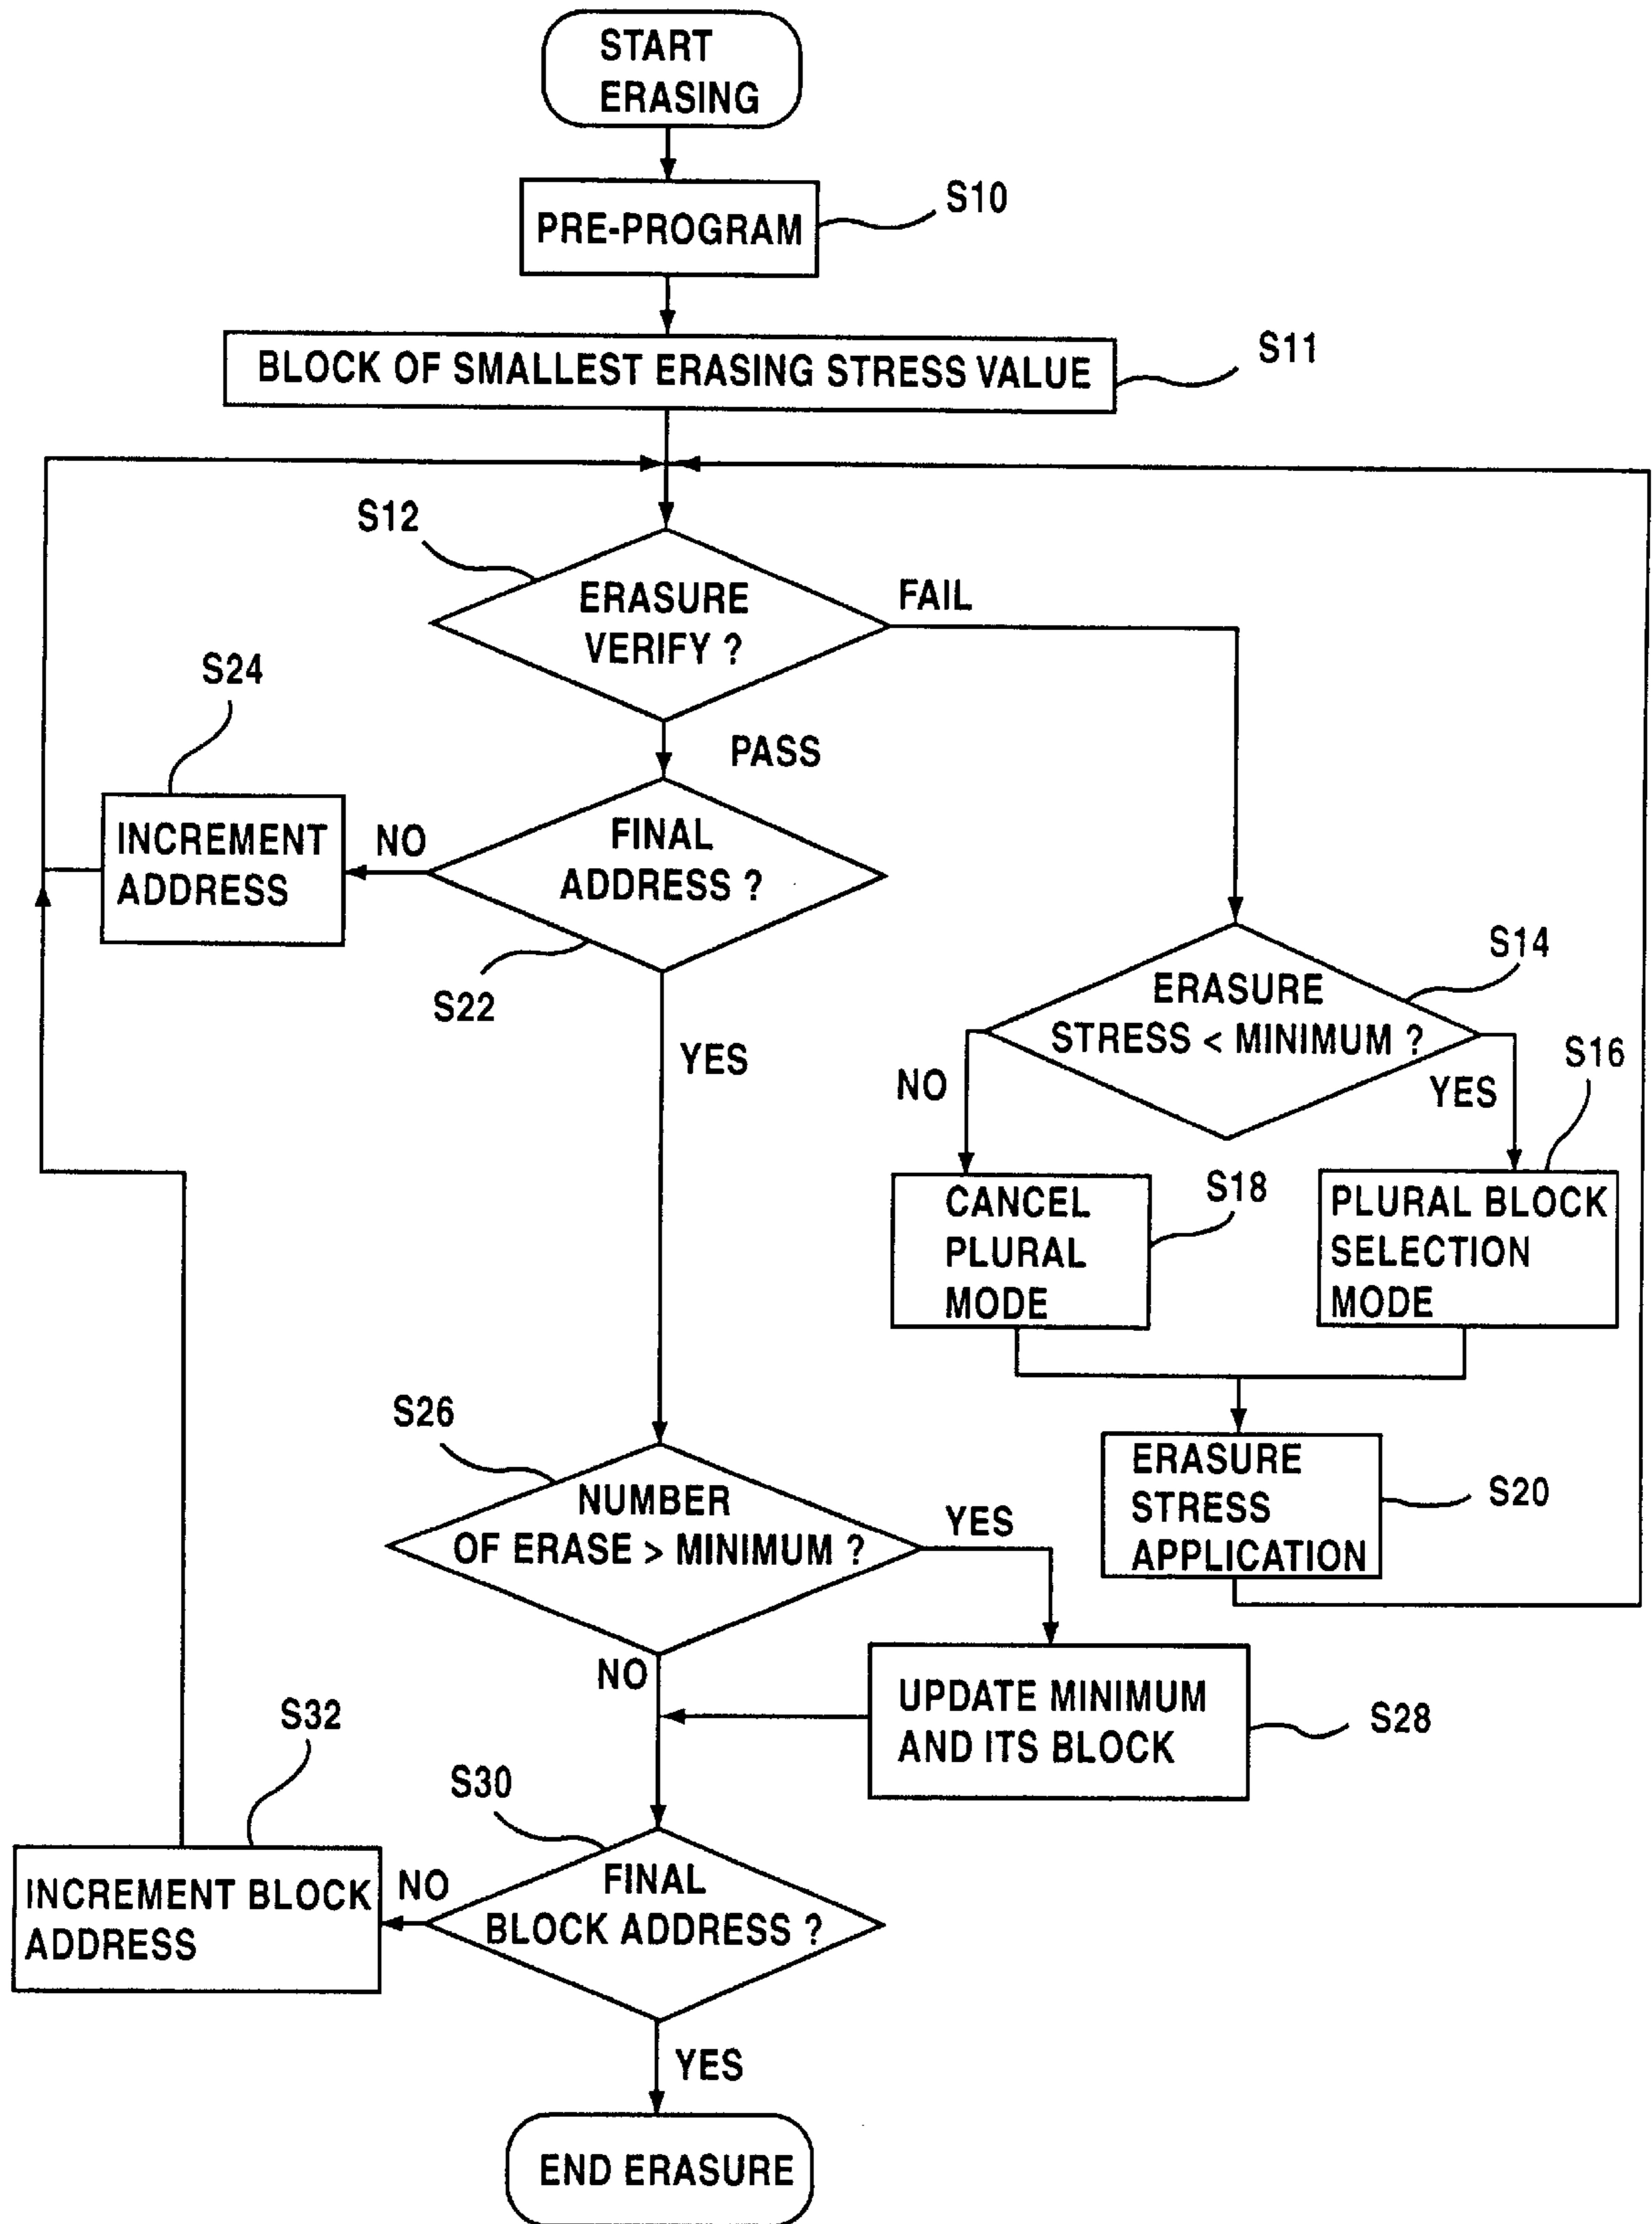 START
ERASING
PRE-PROGRAM
S10
BLOCK OF SMALLEST ERASING STRESS VALUE
S11
S12
ERASURE
VERIFY ?
FAIL
PASS
S24
INCREMENT
ADDRESS
NO
FINAL
ADDRESS ?
S22
YES
S14
ERASURE
STRESS < MINIMUM ?
NO
YES
S16
CANCEL
PLURAL
MODE
S18
PLURAL BLOCK
SELECTION
MODE
ERASURE
STRESS
APPLICATION
S20
S26
NUMBER
OF ERASE > MINIMUM ?
YES
NO
UPDATE MINIMUM
AND ITS BLOCK
S28
S32
S30
INCREMENT BLOCK
ADDRESS
NO
FINAL
BLOCK ADDRESS ?
YES
END ERASURE